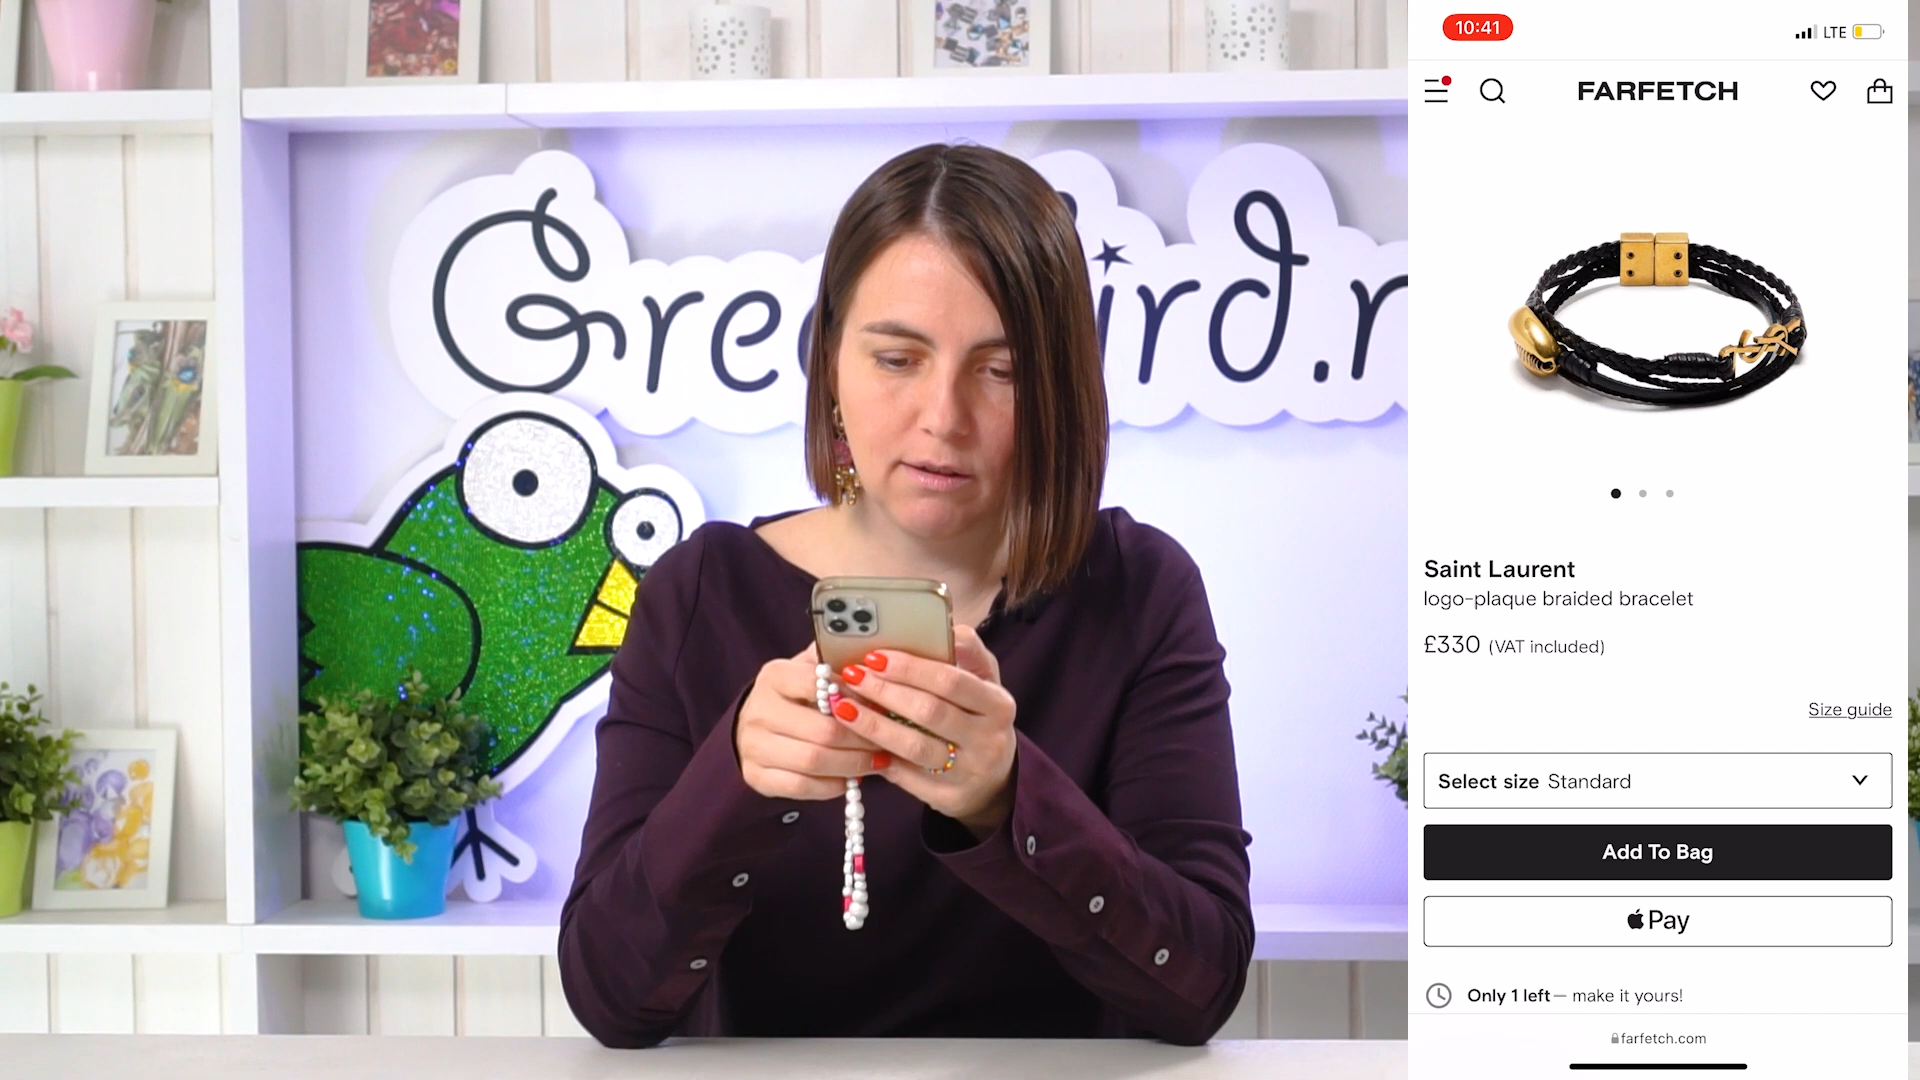 10:41
LTE
FARFETCH
Saint Laurent
logo-plaque braided bracelet
£330 (VAT included)
Size guide
Select size Standard
Add To Bag
Pay
Only 1 left – make it yours!
farfetch.com